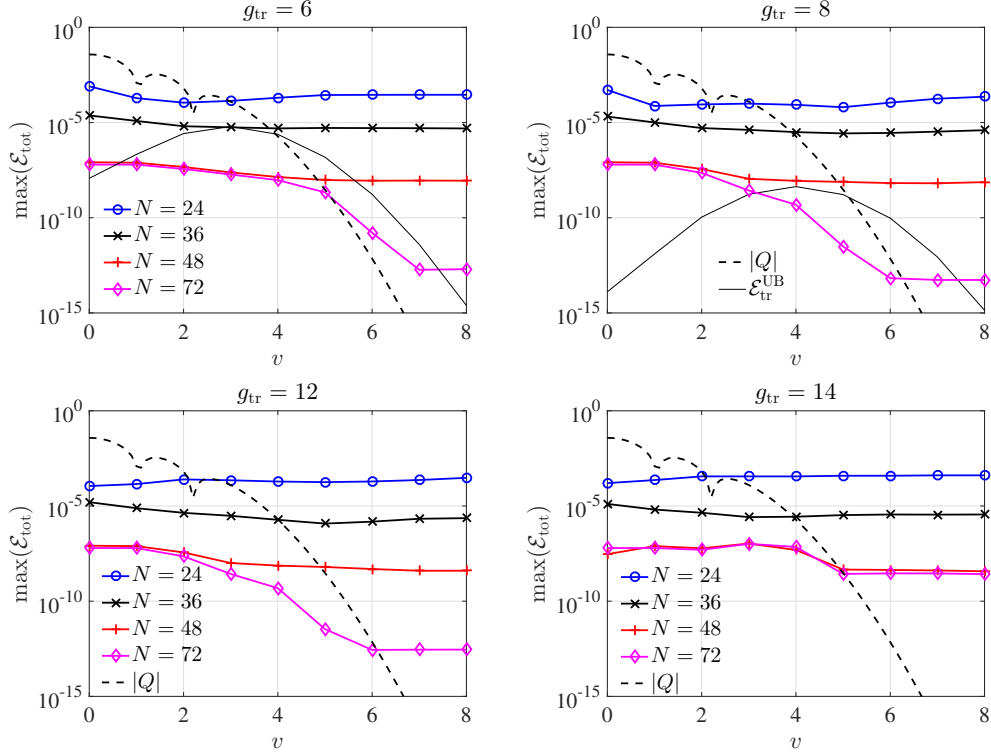 g_tr = 6
max(ℰ_tot)
10^0
10^-5
10^-10
10^-15
N = 24
N = 36
N = 48
N = 72
0 2 4 6 8
v
g_tr = 8
max(ℰ_tot)
10^0
10^-5
10^-10
10^-15
|Q|
ℰ_tr^UB
0 2 4 6 8
v
g_tr = 12
max(ℰ_tot)
10^0
10^-5
10^-10
10^-15
N = 24
N = 36
N = 48
N = 72
|Q|
0 2 4 6 8
v
g_tr = 14
max(ℰ_tot)
10^0
10^-5
10^-10
10^-15
N = 24
N = 36
N = 48
N = 72
|Q|
0 2 4 6 8
v